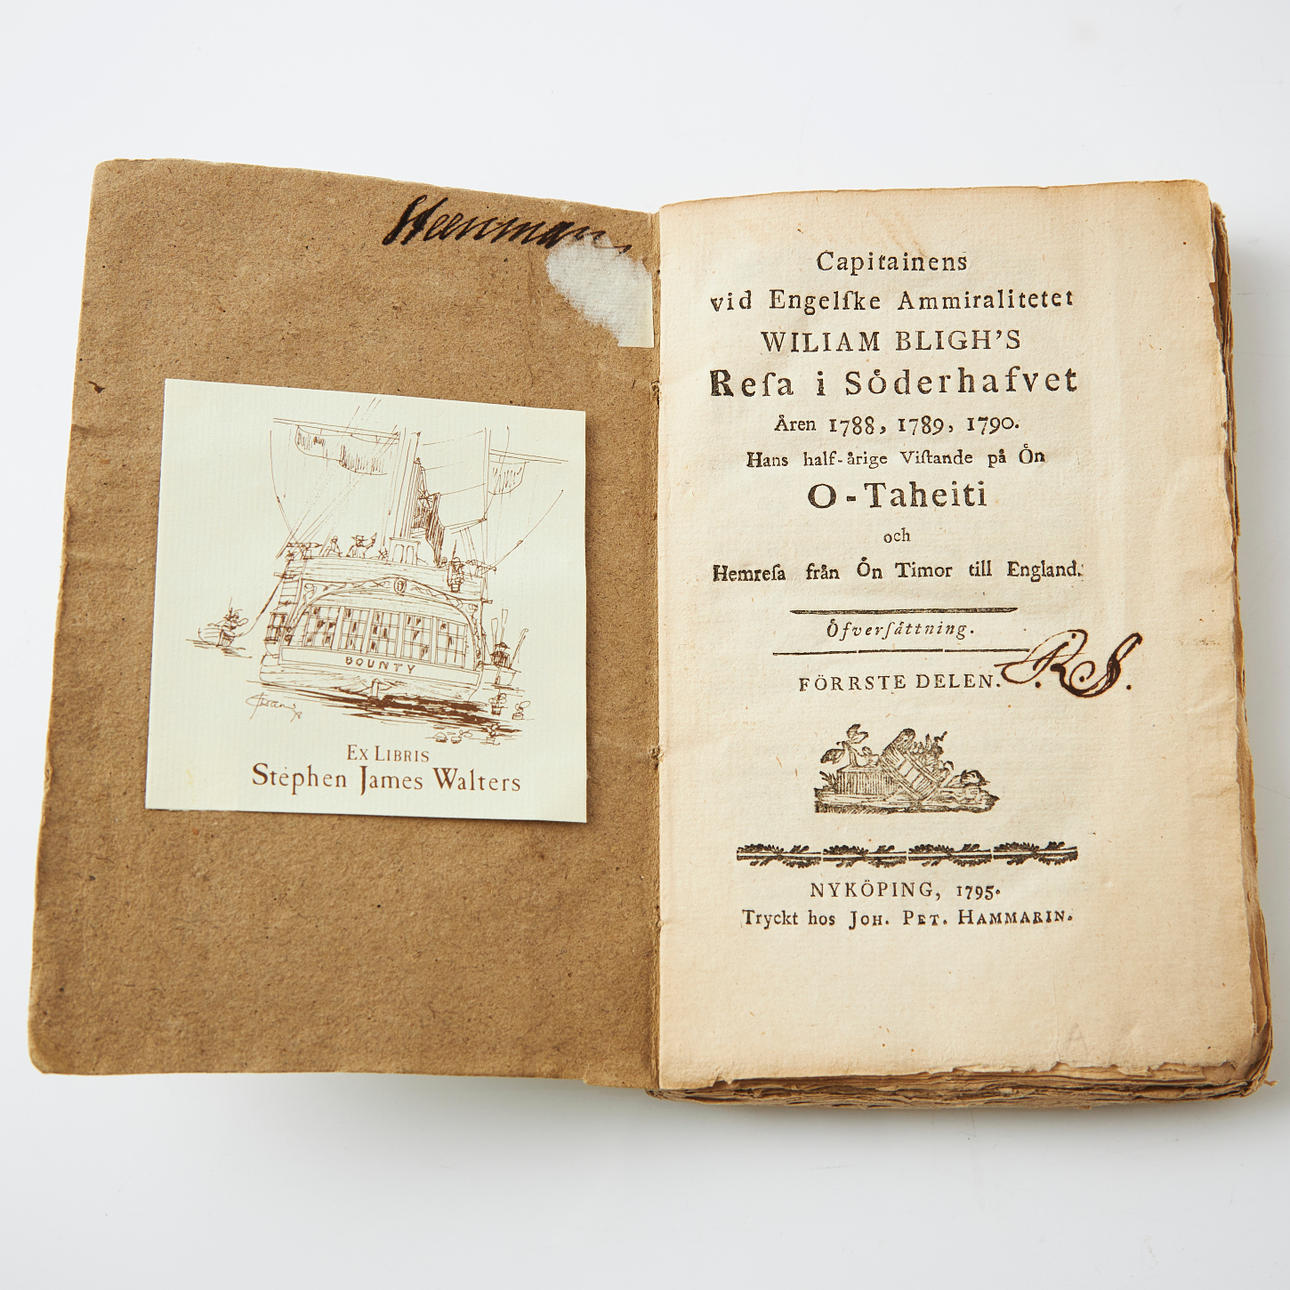 BOUNTY
EX LIBRIS
Stephen James Walters
Capitainens
vid Engelſke Ammiralitetet
WILIAM BLIGH'S
Reſa i Söderhafvet
Åren 1788, 1789, 1790.
Hans half-årige Viſtande på Ön
O-Taheiti
och
Hemreſa från Ön Timor till England.
Öfverſättning.
FÖRRSTE DELEN.
R.S.
NYKÖPING, 1795.
Tryckt hos JOH. PET. HAMMARIN.